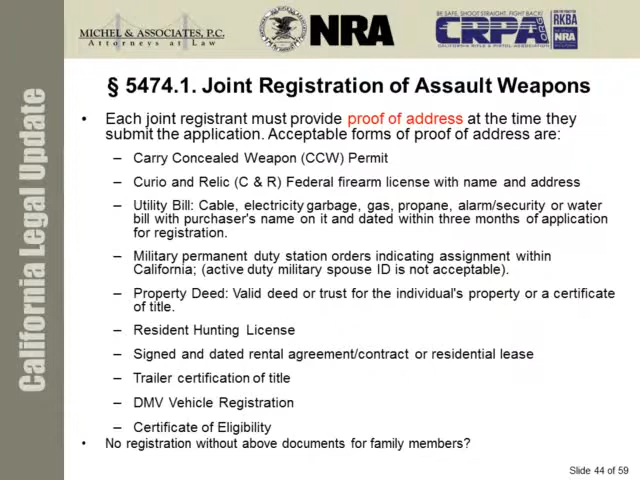 MICHEL & ASSOCIATES, P.C.
Attorneys at Law
NRA
BE SAFE, SHOOT STRAIGHT, FIGHT BACK!
CRPA.ORG
CALIFORNIA RIFLE & PISTOL ASSOCIATION
RKBA
NRA
California Legal Update
§ 5474.1. Joint Registration of Assault Weapons
• Each joint registrant must provide proof of address at the time they
submit the application. Acceptable forms of proof of address are:
– Carry Concealed Weapon (CCW) Permit
– Curio and Relic (C & R) Federal firearm license with name and address
– Utility Bill: Cable, electricity garbage, gas, propane, alarm/security or water
bill with purchaser's name on it and dated within three months of application
for registration.
– Military permanent duty station orders indicating assignment within
California; (active duty military spouse ID is not acceptable).
– Property Deed: Valid deed or trust for the individual's property or a certificate
of title.
– Resident Hunting License
– Signed and dated rental agreement/contract or residential lease
– Trailer certification of title
– DMV Vehicle Registration
– Certificate of Eligibility
• No registration without above documents for family members?
Slide 44 of 59